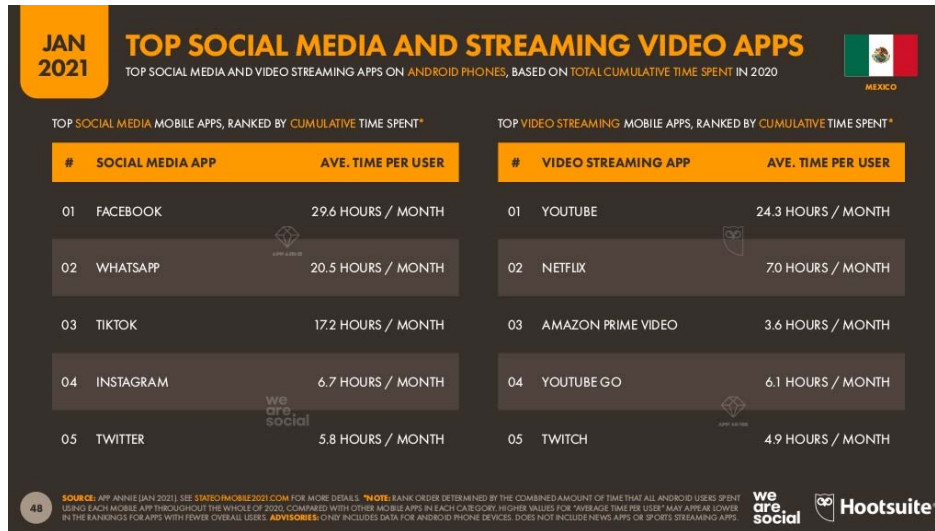 JAN
2021
TOP SOCIAL MEDIA AND STREAMING VIDEO APPS
TOP SOCIAL MEDIA AND VIDEO STREAMING APPS ON ANDROID PHONES, BASED ON TOTAL CUMULATIVE TIME SPENT IN 2020
MEXICO
TOP SOCIAL MEDIA MOBILE APPS, RANKED BY CUMULATIVE TIME SPENT*
# SOCIAL MEDIA APP AVE. TIME PER USER
01 FACEBOOK 29.6 HOURS / MONTH
02 WHATSAPP 20.5 HOURS / MONTH
03 TIKTOK 17.2 HOURS / MONTH
04 INSTAGRAM 6.7 HOURS / MONTH
05 TWITTER 5.8 HOURS / MONTH
APP ANNIE
we
are.
social
TOP VIDEO STREAMING MOBILE APPS, RANKED BY CUMULATIVE TIME SPENT*
# VIDEO STREAMING APP AVE. TIME PER USER
01 YOUTUBE 24.3 HOURS / MONTH
02 NETFLIX 7.0 HOURS / MONTH
03 AMAZON PRIME VIDEO 3.6 HOURS / MONTH
04 YOUTUBE GO 6.1 HOURS / MONTH
05 TWITCH 4.9 HOURS / MONTH
APP ANNIE
48
SOURCE: APP ANNIE (JAN 2021). SEE STATEOFMOBILE2021.COM FOR MORE DETAILS. *NOTE: RANK ORDER DETERMINED BY THE COMBINED AMOUNT OF TIME THAT ALL ANDROID USERS SPENT
USING EACH MOBILE APP THROUGHOUT THE WHOLE OF 2020, COMPARED WITH OTHER MOBILE APPS IN EACH CATEGORY. HIGHER VALUES FOR "AVERAGE TIME PER USER" MAY APPEAR LOWER
IN THE RANKINGS FOR APPS WITH FEWER OVERALL USERS. ADVISORIES: ONLY INCLUDES DATA FOR ANDROID PHONE DEVICES. DOES NOT INCLUDE NEWS APPS OR SPORTS STREAMING APPS.
we
are.
social
Hootsuite